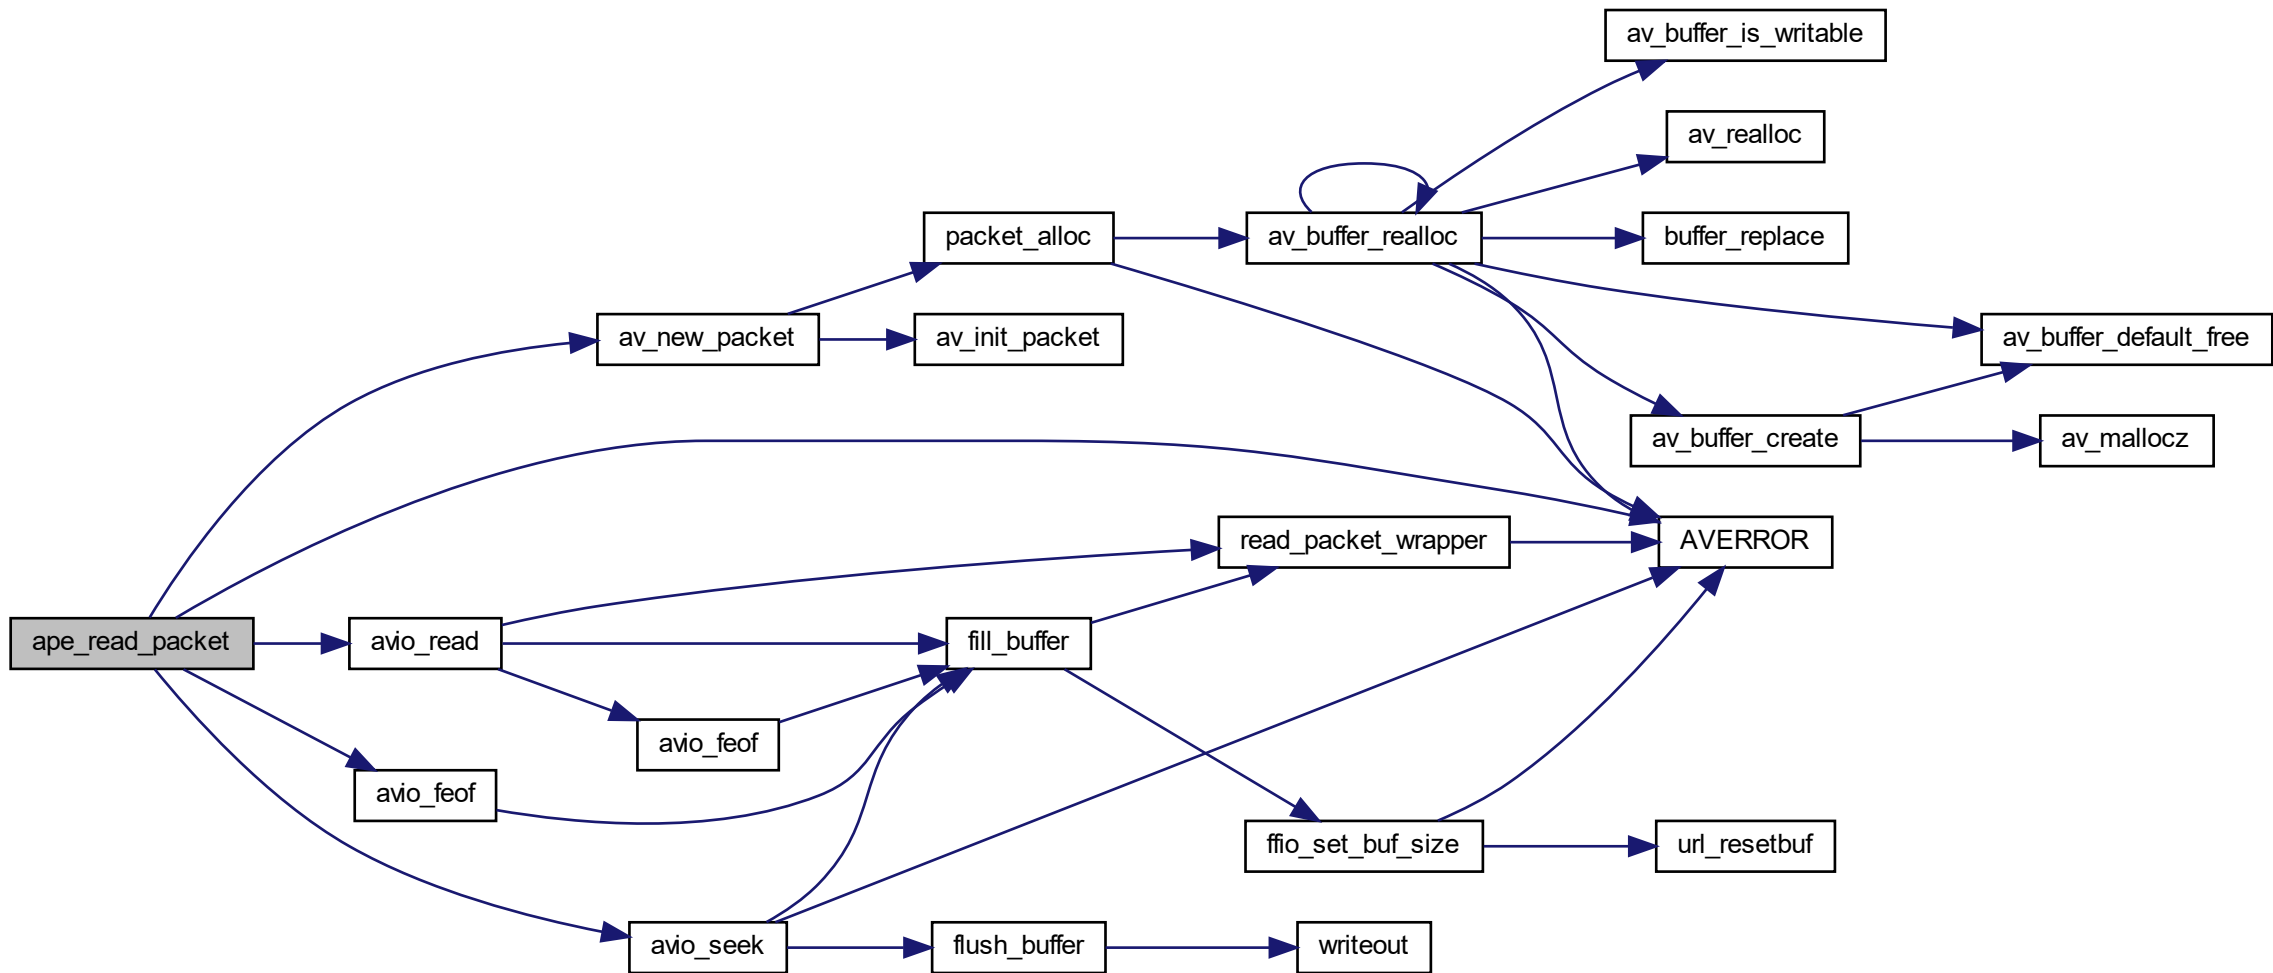 av_buffer_is_writable
av_realloc
packet_alloc
av_buffer_realloc
buffer_replace
av_new_packet
av_init_packet
av_buffer_default_free
av_buffer_create
av_mallocz
read_packet_wrapper
AVERROR
ape_read_packet
avio_read
fill_buffer
avio_feof
avio_feof
ffio_set_buf_size
url_resetbuf
avio_seek
flush_buffer
writeout